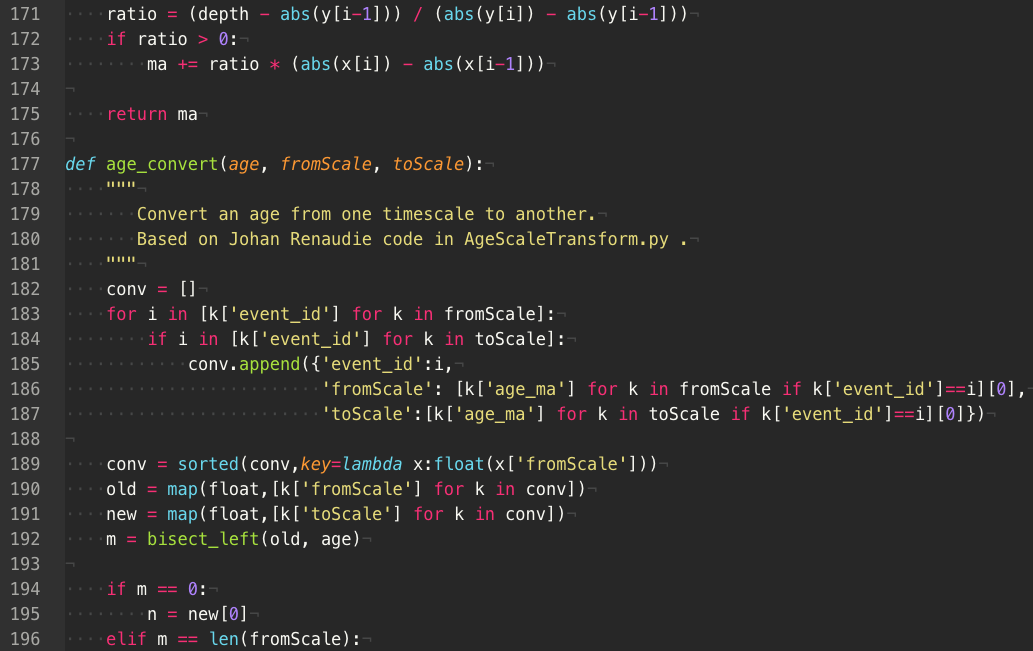 171     ratio = (depth - abs(y[i-1])) / (abs(y[i]) - abs(y[i-1]))¬
172 ····if ratio > 0:¬
173 ········ma += ratio * (abs(x[i]) - abs(x[i-1]))¬
174 ¬
175 ····return ma¬
176 ¬
177 def age_convert(age, fromScale, toScale):¬
178 ····"""¬
179 ·······Convert an age from one timescale to another.¬
180 ·······Based on Johan Renaudie code in AgeScaleTransform.py .¬
181 ····"""¬
182 ····conv = []¬
183 ····for i in [k['event_id'] for k in fromScale]:¬
184 ········if i in [k['event_id'] for k in toScale]:¬
185 ············conv.append({'event_id':i,¬
186 ·························'fromScale': [k['age_ma'] for k in fromScale if k['event_id']==i][0],¬
187 ·························'toScale':[k['age_ma'] for k in toScale if k['event_id']==i][0]})¬
188 ¬
189 ····conv = sorted(conv,key=lambda x:float(x['fromScale']))¬
190 ····old = map(float,[k['fromScale'] for k in conv])¬
191 ····new = map(float,[k['toScale'] for k in conv])¬
192 ····m = bisect_left(old, age)¬
193 ¬
194 ····if m == 0:¬
195 ········n = new[0]¬
196 ····elif m == len(fromScale):¬